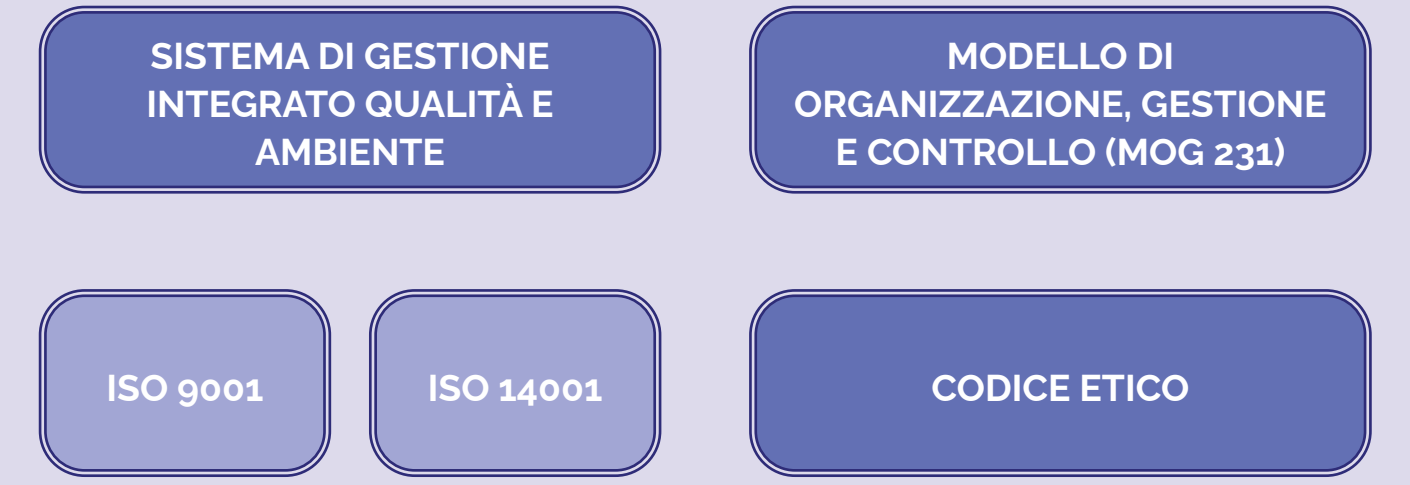 SISTEMA DI GESTIONE
INTEGRATO QUALITÀ E
AMBIENTE
MODELLO DI
ORGANIZZAZIONE, GESTIONE
E CONTROLLO (MOG 231)
ISO 9001
ISO 14001
CODICE ETICO